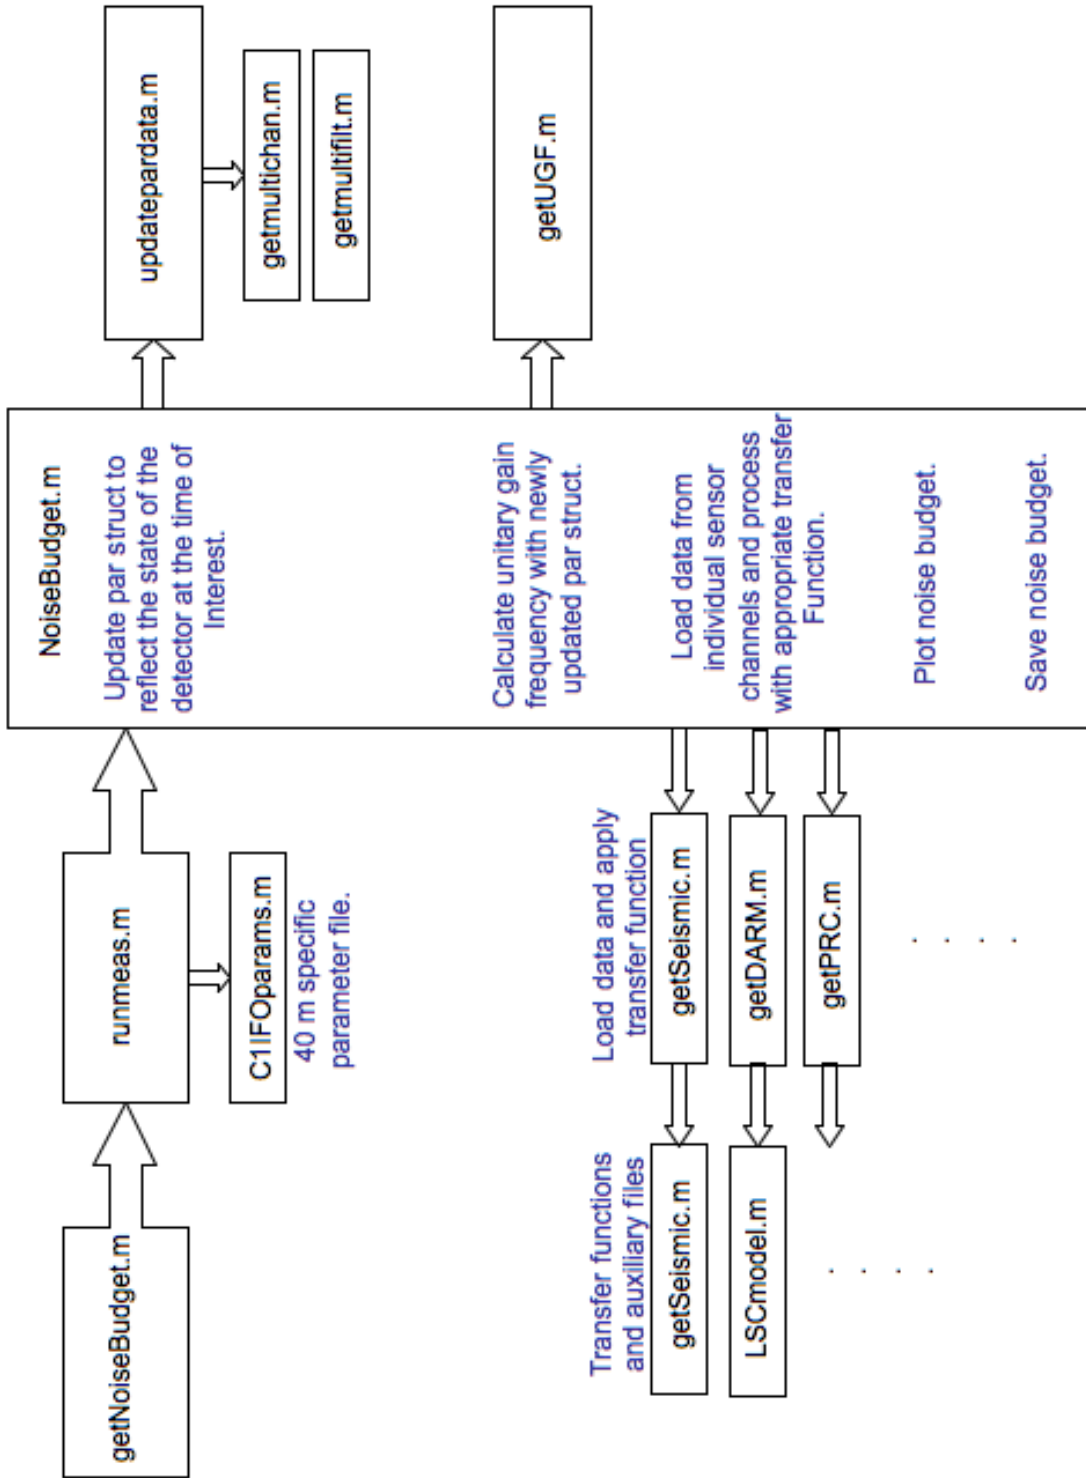 getNoiseBudget.m
runmeas.m
C1IFOparams.m
40 m specific
parameter file.
NoiseBudget.m
Update par struct to
reflect the state of the
detector at the time of
Interest.
Calculate unitary gain
frequency with newly
updated par struct.
Load data from
individual sensor
channels and process
with appropriate transfer
Function.
Plot noise budget.
Save noise budget.
updatepardata.m
getmultichan.m
getmultifilt.m
getUGF.m
Load data and apply
transfer function
getSeismic.m
getDARM.m
getPRC.m
. . . .
Transfer functions
and auxiliary files
getSeismic.m
LSCmodel.m
. . . .